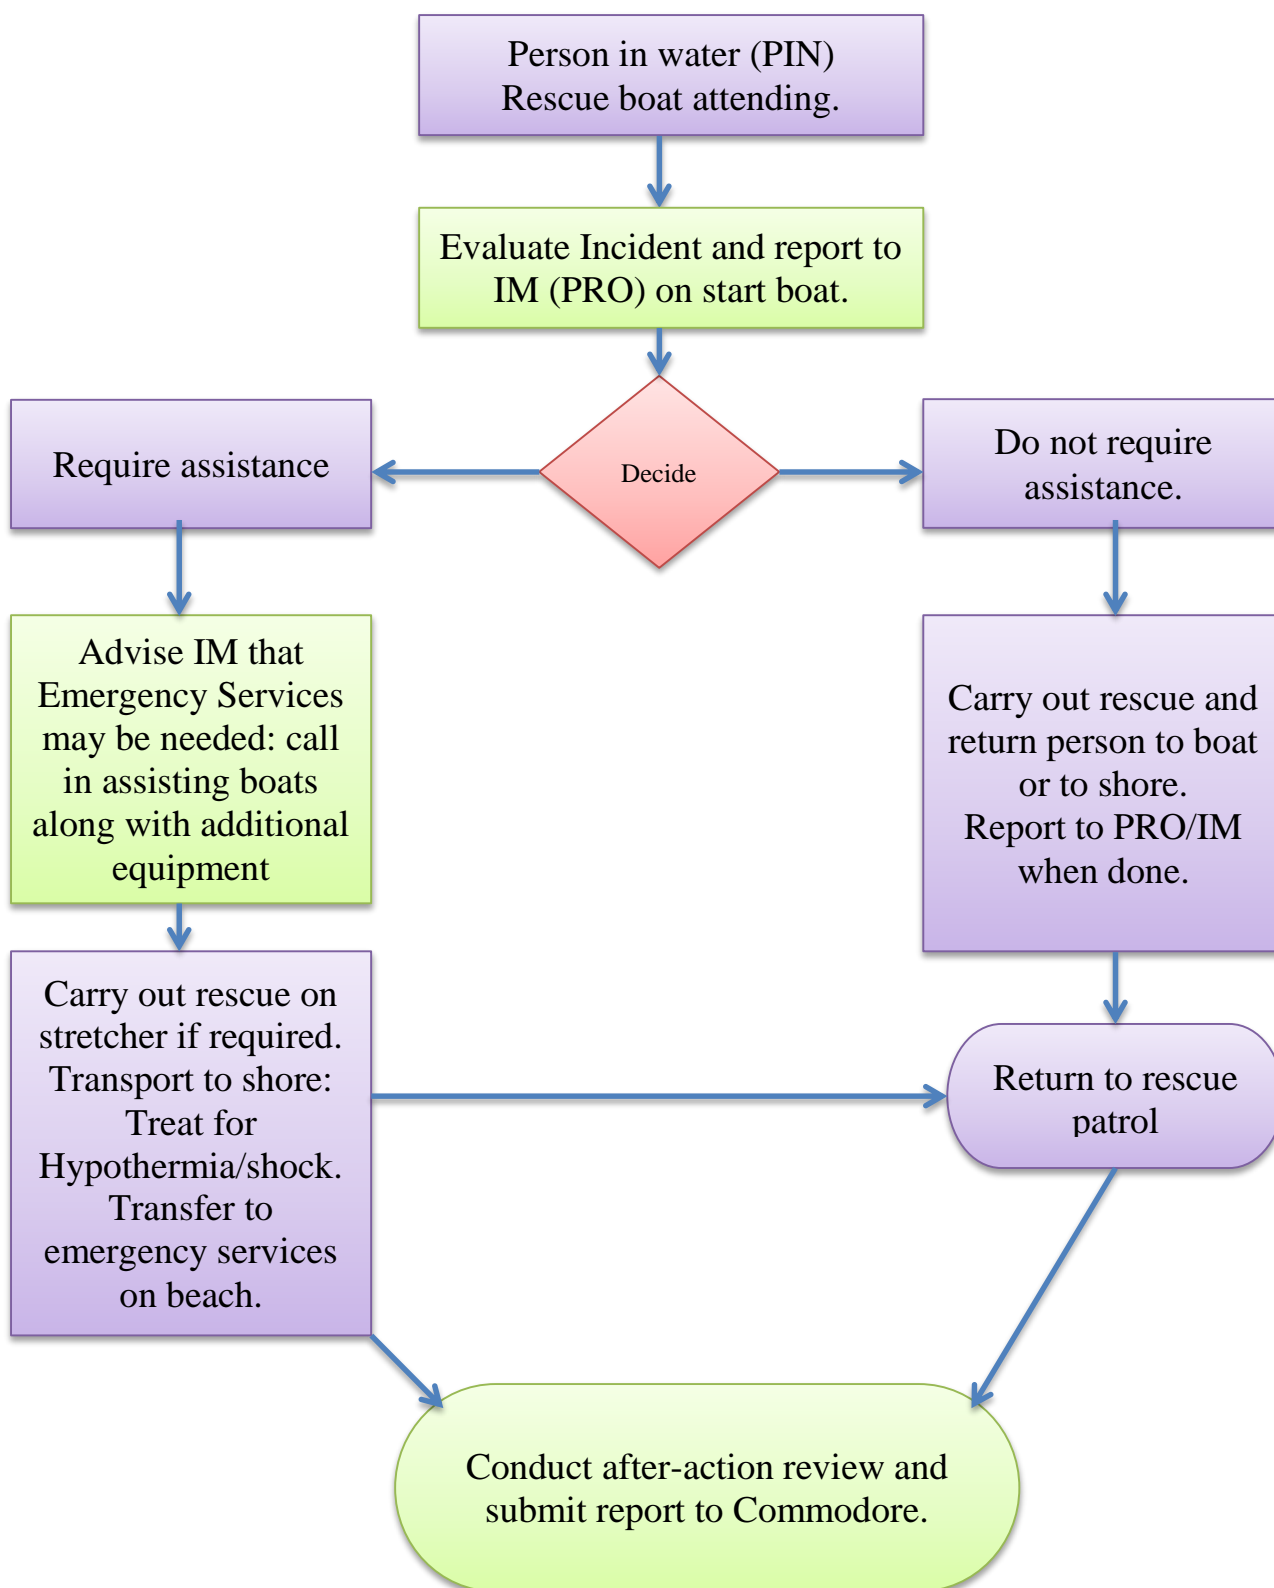 Person in water (PIN)
Rescue boat attending.
Evaluate Incident and report to
IM (PRO) on start boat.
Decide
Require assistance
Do not require
assistance.
Advise IM that
Emergency Services
may be needed: call
in assisting boats
along with additional
equipment
Carry out rescue and
return person to boat
or to shore.
Report to PRO/IM
when done.
Carry out rescue on
stretcher if required.
Transport to shore:
Treat for
Hypothermia/shock.
Transfer to
emergency services
on beach.
Return to rescue
patrol
Conduct after-action review and
submit report to Commodore.